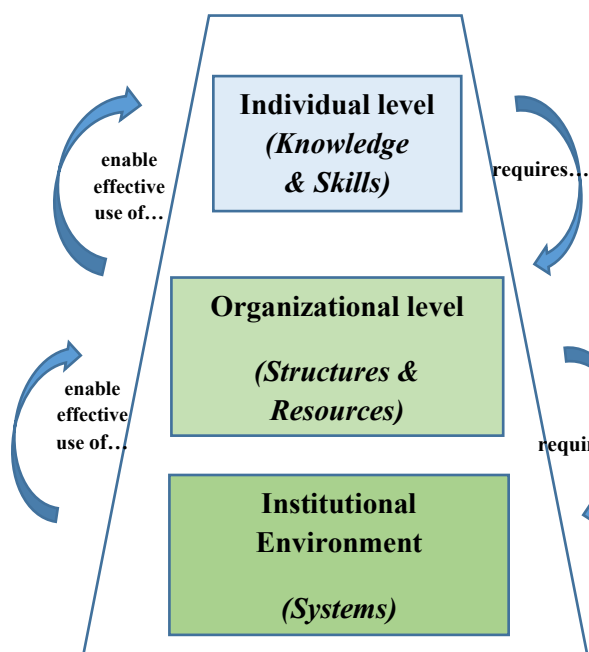 Individual level
(Knowledge
& Skills)
enable
effective
use of…
requires…
Organizational level
(Structures &
Resources)
enable
effective
use of…
Institutional
Environment
(Systems)